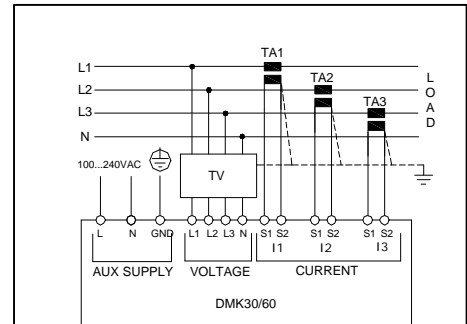 TA1
L1
L
TA2
L2
O
TA3
L3
A
N
D
100...240VAC
TV
L N GND L1 L2 L3 N S1 S2 S1 S2 S1 S2
I1 I2 I3
AUX SUPPLY VOLTAGE CURRENT
DMK30/60